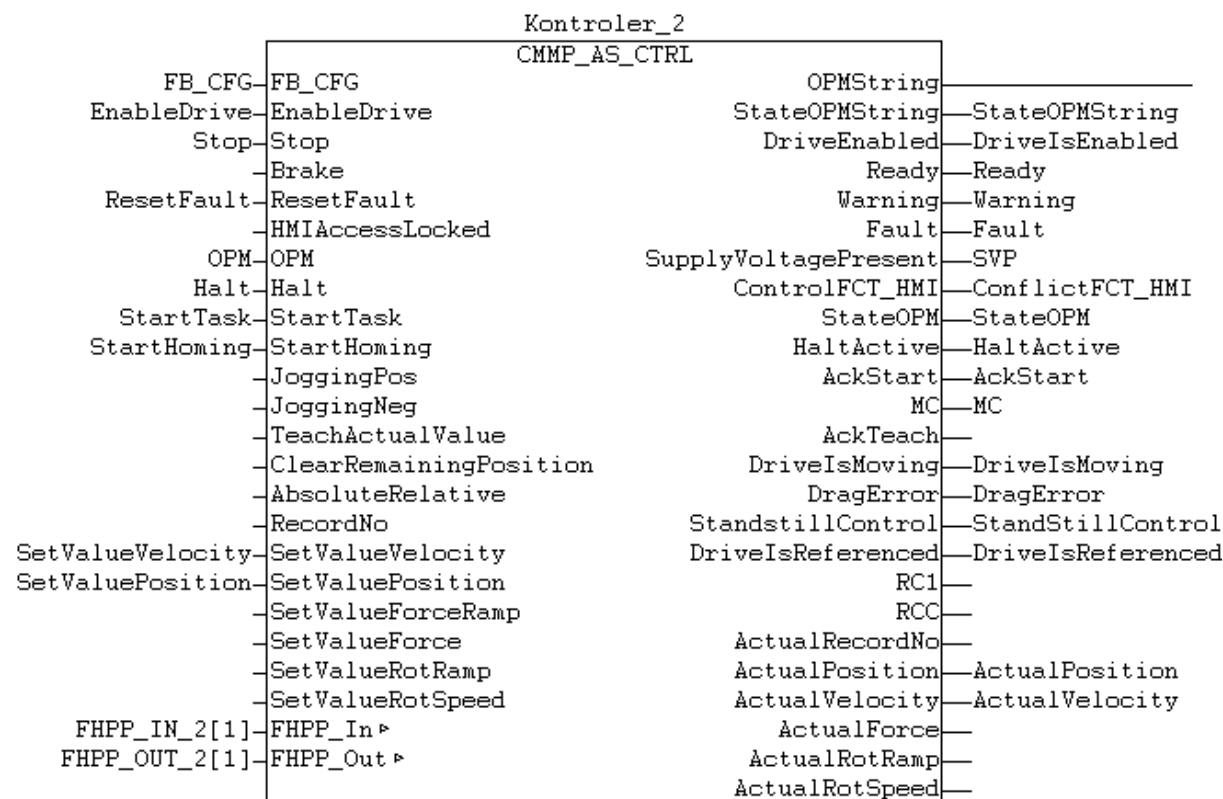 Kontroler_2
CMMP_AS_CTRL
FB_CFG FB_CFG OPMString
EnableDrive EnableDrive StateOPMString StateOPMString
Stop Stop DriveEnabled DriveIsEnabled
Brake Ready Ready
ResetFault ResetFault Warning Warning
HMIAccessLocked Fault Fault
OPM OPM SupplyVoltagePresent SVP
Halt Halt ControlFCT_HMI ConflictFCT_HMI
StartTask StartTask StateOPM StateOPM
StartHoming StartHoming HaltActive HaltActive
JoggingPos AckStart AckStart
JoggingNeg MC MC
TeachActualValue AckTeach
ClearRemainingPosition DriveIsMoving DriveIsMoving
AbsoluteRelative DragError DragError
RecordNo StandstillControl StandStillControl
SetValueVelocity SetValueVelocity DriveIsReferenced DriveIsReferenced
SetValuePosition SetValuePosition RC1
SetValueForceRamp RCC
SetValueForce ActualRecordNo
SetValueRotRamp ActualPosition ActualPosition
SetValueRotSpeed ActualVelocity ActualVelocity
FHPP_IN_2[1] FHPP_In ActualForce
FHPP_OUT_2[1] FHPP_Out ActualRotRamp
ActualRotSpeed